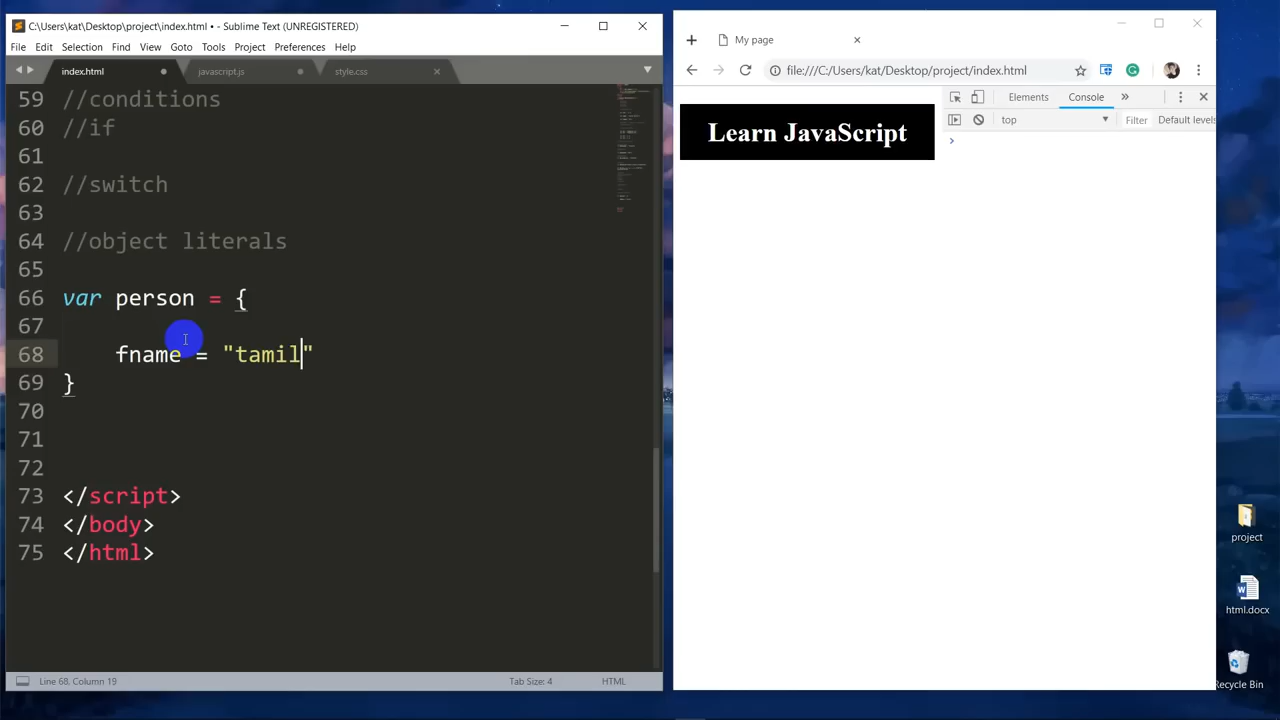 C:\Users\kat\Desktop\project\index.html • - Sublime Text (UNREGISTERED)
File Edit Selection Find View Goto Tools Project Preferences Help
index.html javascript.js style.css
59 //conditions
60 //if
61
62 //switch
63
64 //object literals
65
66 var person = {
67
68 fname = "tamil"
69 }
70
71
72
73 </script>
74 </body>
75 </html>
Line 68, Column 19 Tab Size: 4 HTML
My page
file:///C:/Users/kat/Desktop/project/index.html
Learn JavaScript
Elements Console »
top Filter Default levels
project
html.docx
Recycle Bin